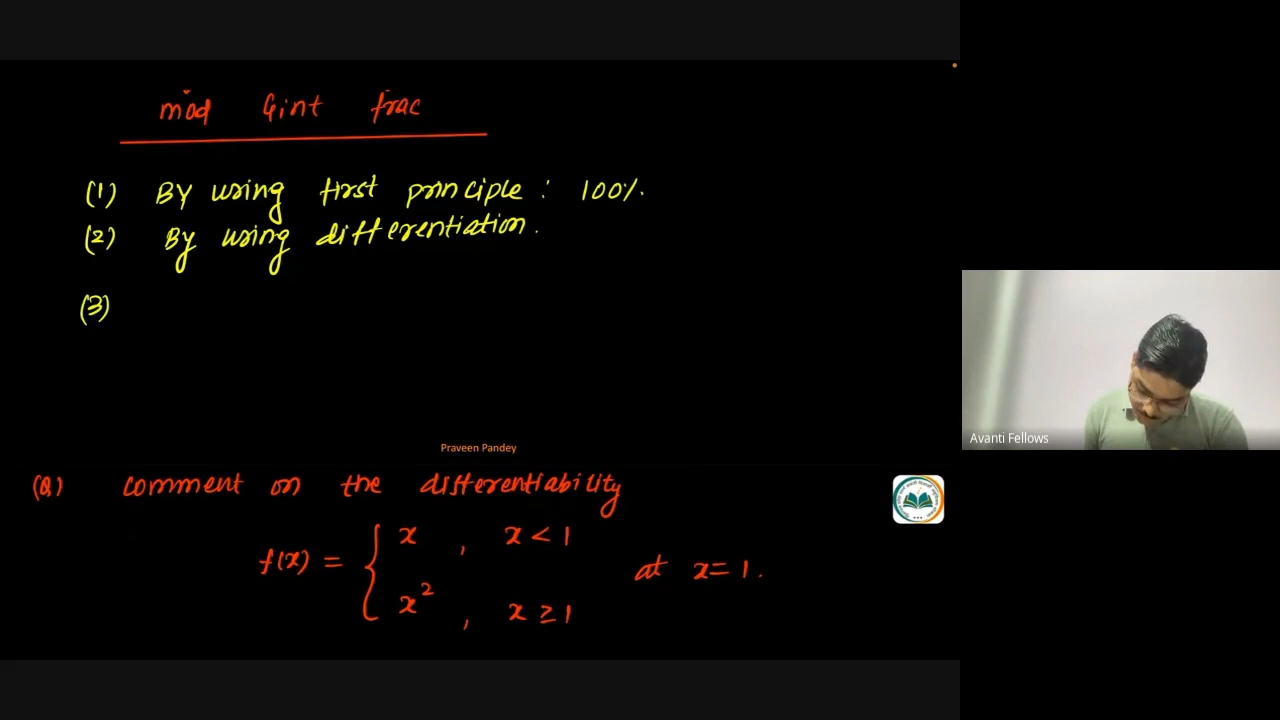 mod Gint frac
(1) By using first principle : 100%.
(2) By using differentiation.
(3)
Praveen Pandey
Avanti Fellows
(Q) comment on the differentiability
f(x) = { x , x < 1
x² , x ≥ 1
at x = 1.